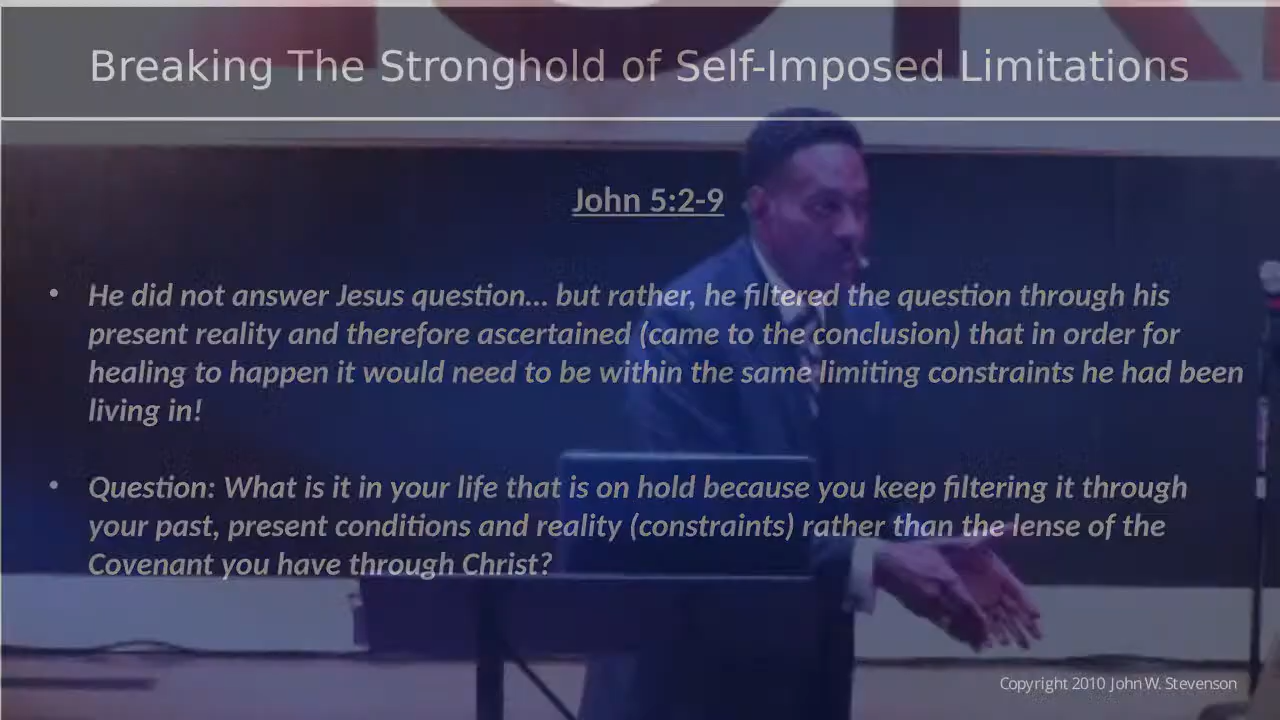 Breaking The Stronghold of Self-Imposed Limitations
John 5:2-9
• He did not answer Jesus question... but rather, he filtered the question through his
present reality and therefore ascertained (came to the conclusion) that in order for
healing to happen it would need to be within the same limiting constraints he had been
living in!
• Question: What is it in your life that is on hold because you keep filtering it through
your past, present conditions and reality (constraints) rather than the lense of the
Covenant you have through Christ?
Copyright 2010 John W. Stevenson